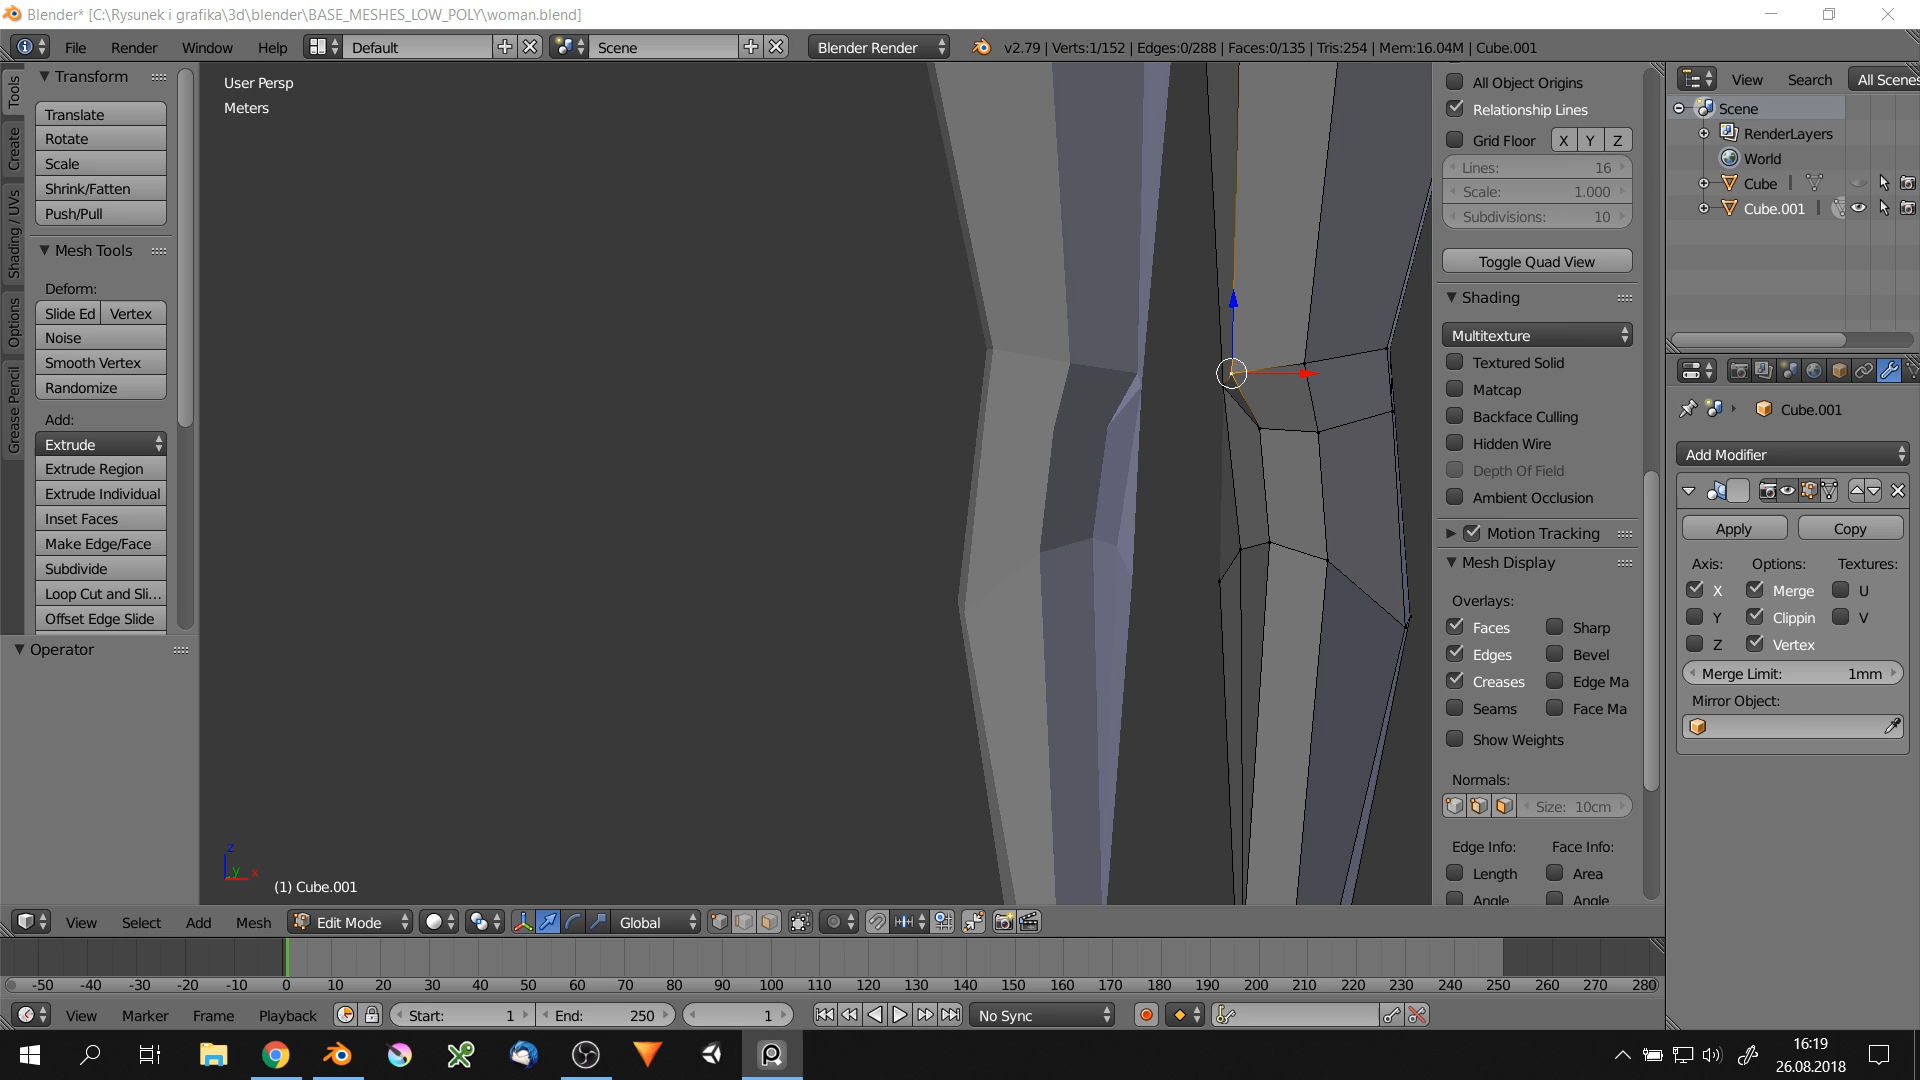 Blender* [C:\Rysunek i grafika\3d\blender\BASE_MESHES_LOW_POLY\woman.blend]
File Render Window Help Default Scene Blender Render v2.79 | Verts:1/152 | Edges:0/288 | Faces:0/135 | Tris:254 | Mem:16.04M | Cube.001
Tools
Create
Shading / UVs
Options
Grease Pencil
Transform
Translate
Rotate
Scale
Shrink/Fatten
Push/Pull
Mesh Tools
Deform:
Slide Ed Vertex
Noise
Smooth Vertex
Randomize
Add:
Extrude
Extrude Region
Extrude Individual
Inset Faces
Make Edge/Face
Subdivide
Loop Cut and Sli...
Offset Edge Slide
Operator
User Persp
Meters
z
y x
(1) Cube.001
All Object Origins
Relationship Lines
Grid Floor X Y Z
Lines: 16
Scale: 1.000
Subdivisions: 10
Toggle Quad View
Shading
Multitexture
Textured Solid
Matcap
Backface Culling
Hidden Wire
Depth Of Field
Ambient Occlusion
Motion Tracking
Mesh Display
Overlays:
Faces Sharp
Edges Bevel
Creases Edge Ma
Seams Face Ma
Show Weights
Normals:
Size: 10cm
Edge Info: Face Info:
Length Area
Angle Angle
View Search All Scenes
Scene
RenderLayers
World
Cube
Cube.001
Cube.001
Add Modifier
Apply Copy
Axis: Options: Textures:
X Merge U
Y Clippin V
Z Vertex
Merge Limit: 1mm
Mirror Object:
View Select Add Mesh Edit Mode Global
-50 -40 -30 -20 -10 0 10 20 30 40 50 60 70 80 90 100 110 120 130 140 150 160 170 180 190 200 210 220 230 240 250 260 270 280
View Marker Frame Playback Start: 1 End: 250 1 No Sync
16:19
26.08.2018